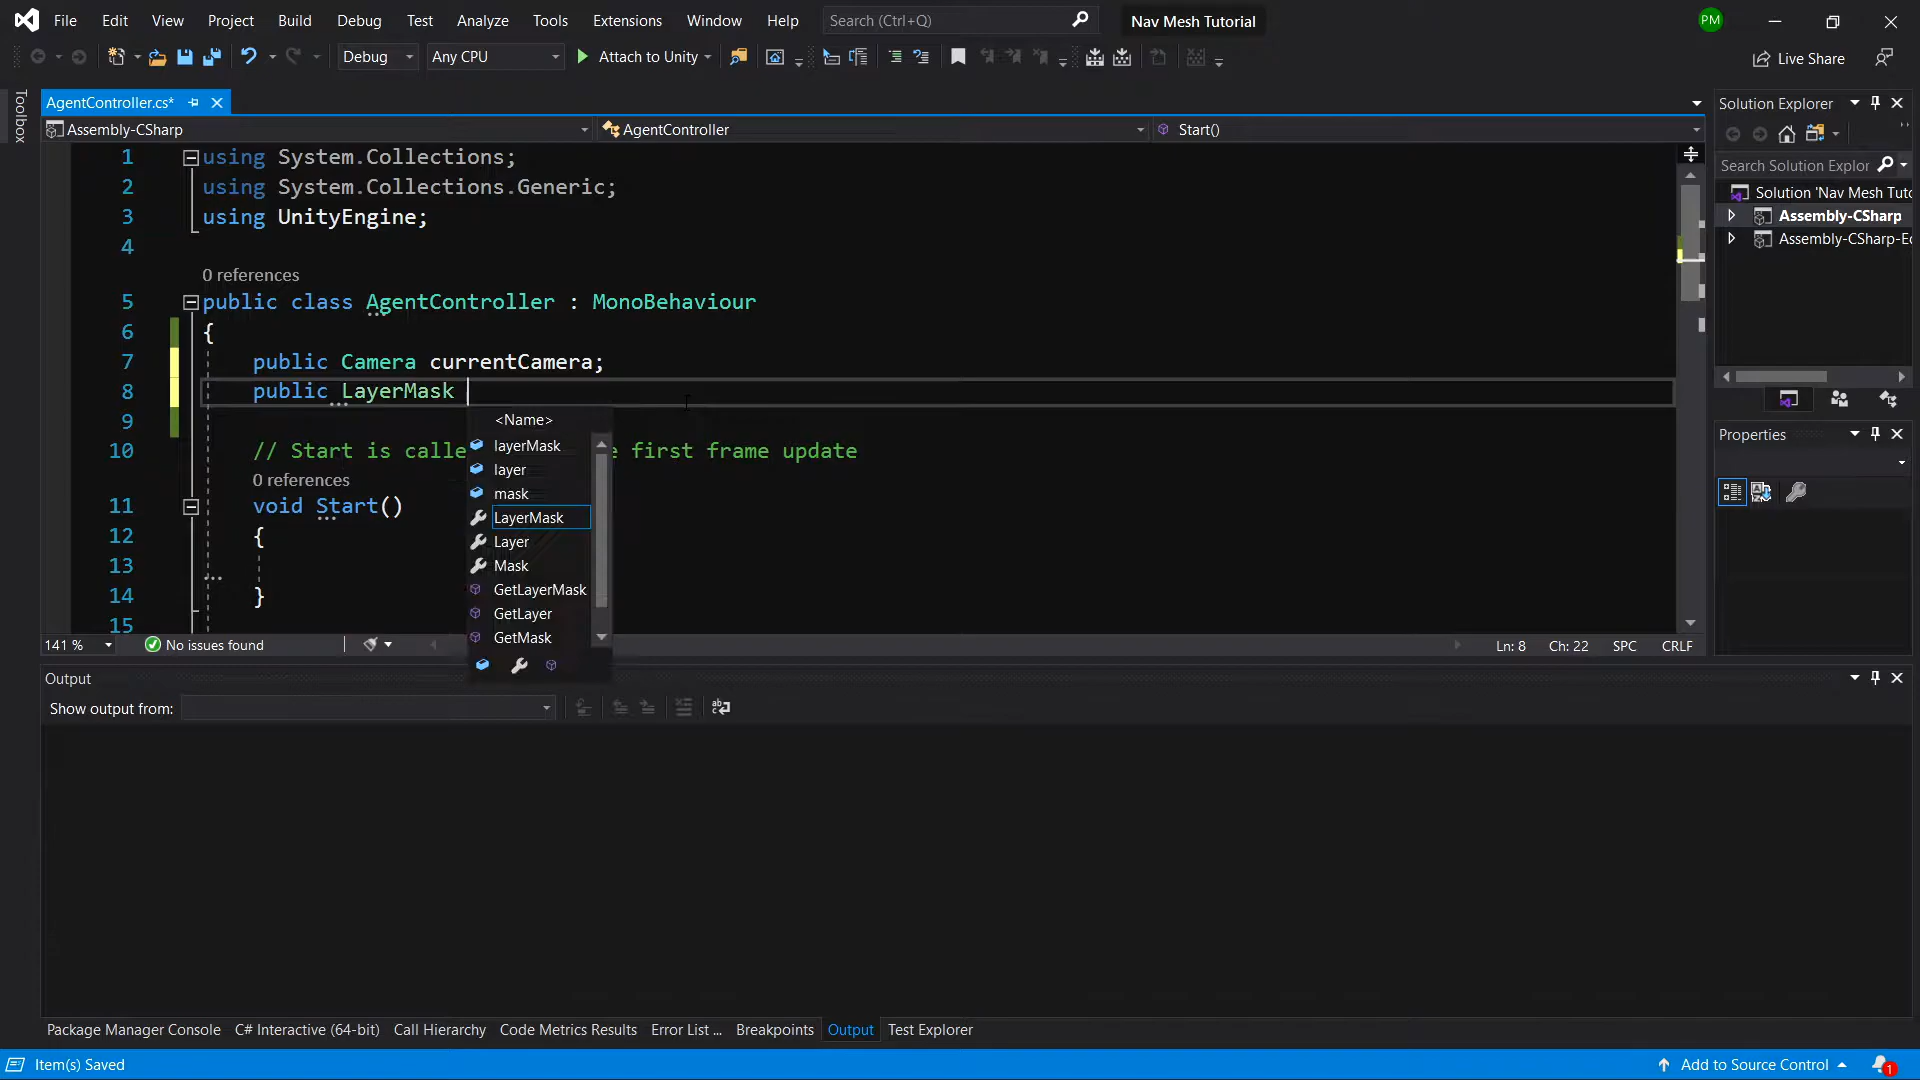 File Edit View Project Build Debug Test Analyze Tools Extensions Window Help Search (Ctrl+Q) Nav Mesh Tutorial PM
Debug Any CPU Attach to Unity Live Share
Toolbox
AgentController.cs*
Assembly-CSharp AgentController Start()
1 using System.Collections;
2 using System.Collections.Generic;
3 using UnityEngine;
4
0 references
5 public class AgentController : MonoBehaviour
6 {
7 public Camera currentCamera;
8 public LayerMask
9
10 // Start is calle e first frame update
0 references
11 void Start()
12 {
13
14 }
15
<Name>
layerMask
layer
mask
LayerMask
Layer
Mask
GetLayerMask
GetLayer
GetMask
141 % No issues found Ln: 8 Ch: 22 SPC CRLF
Solution Explorer
Search Solution Explor
Solution 'Nav Mesh Tuto
Assembly-CSharp
Assembly-CSharp-Ed
Properties
Output
Show output from:
Package Manager Console C# Interactive (64-bit) Call Hierarchy Code Metrics Results Error List ... Breakpoints Output Test Explorer
Item(s) Saved Add to Source Control 1